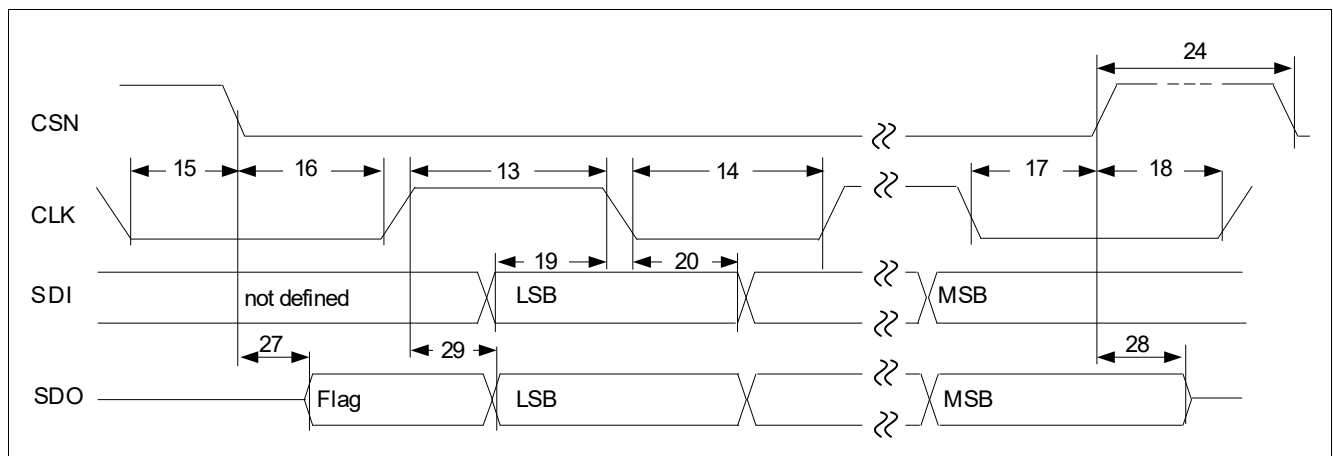 24
CSN
15 16 13 14 17 18
CLK
19 20
SDI not defined LSB MSB
27 29 28
SDO Flag LSB MSB